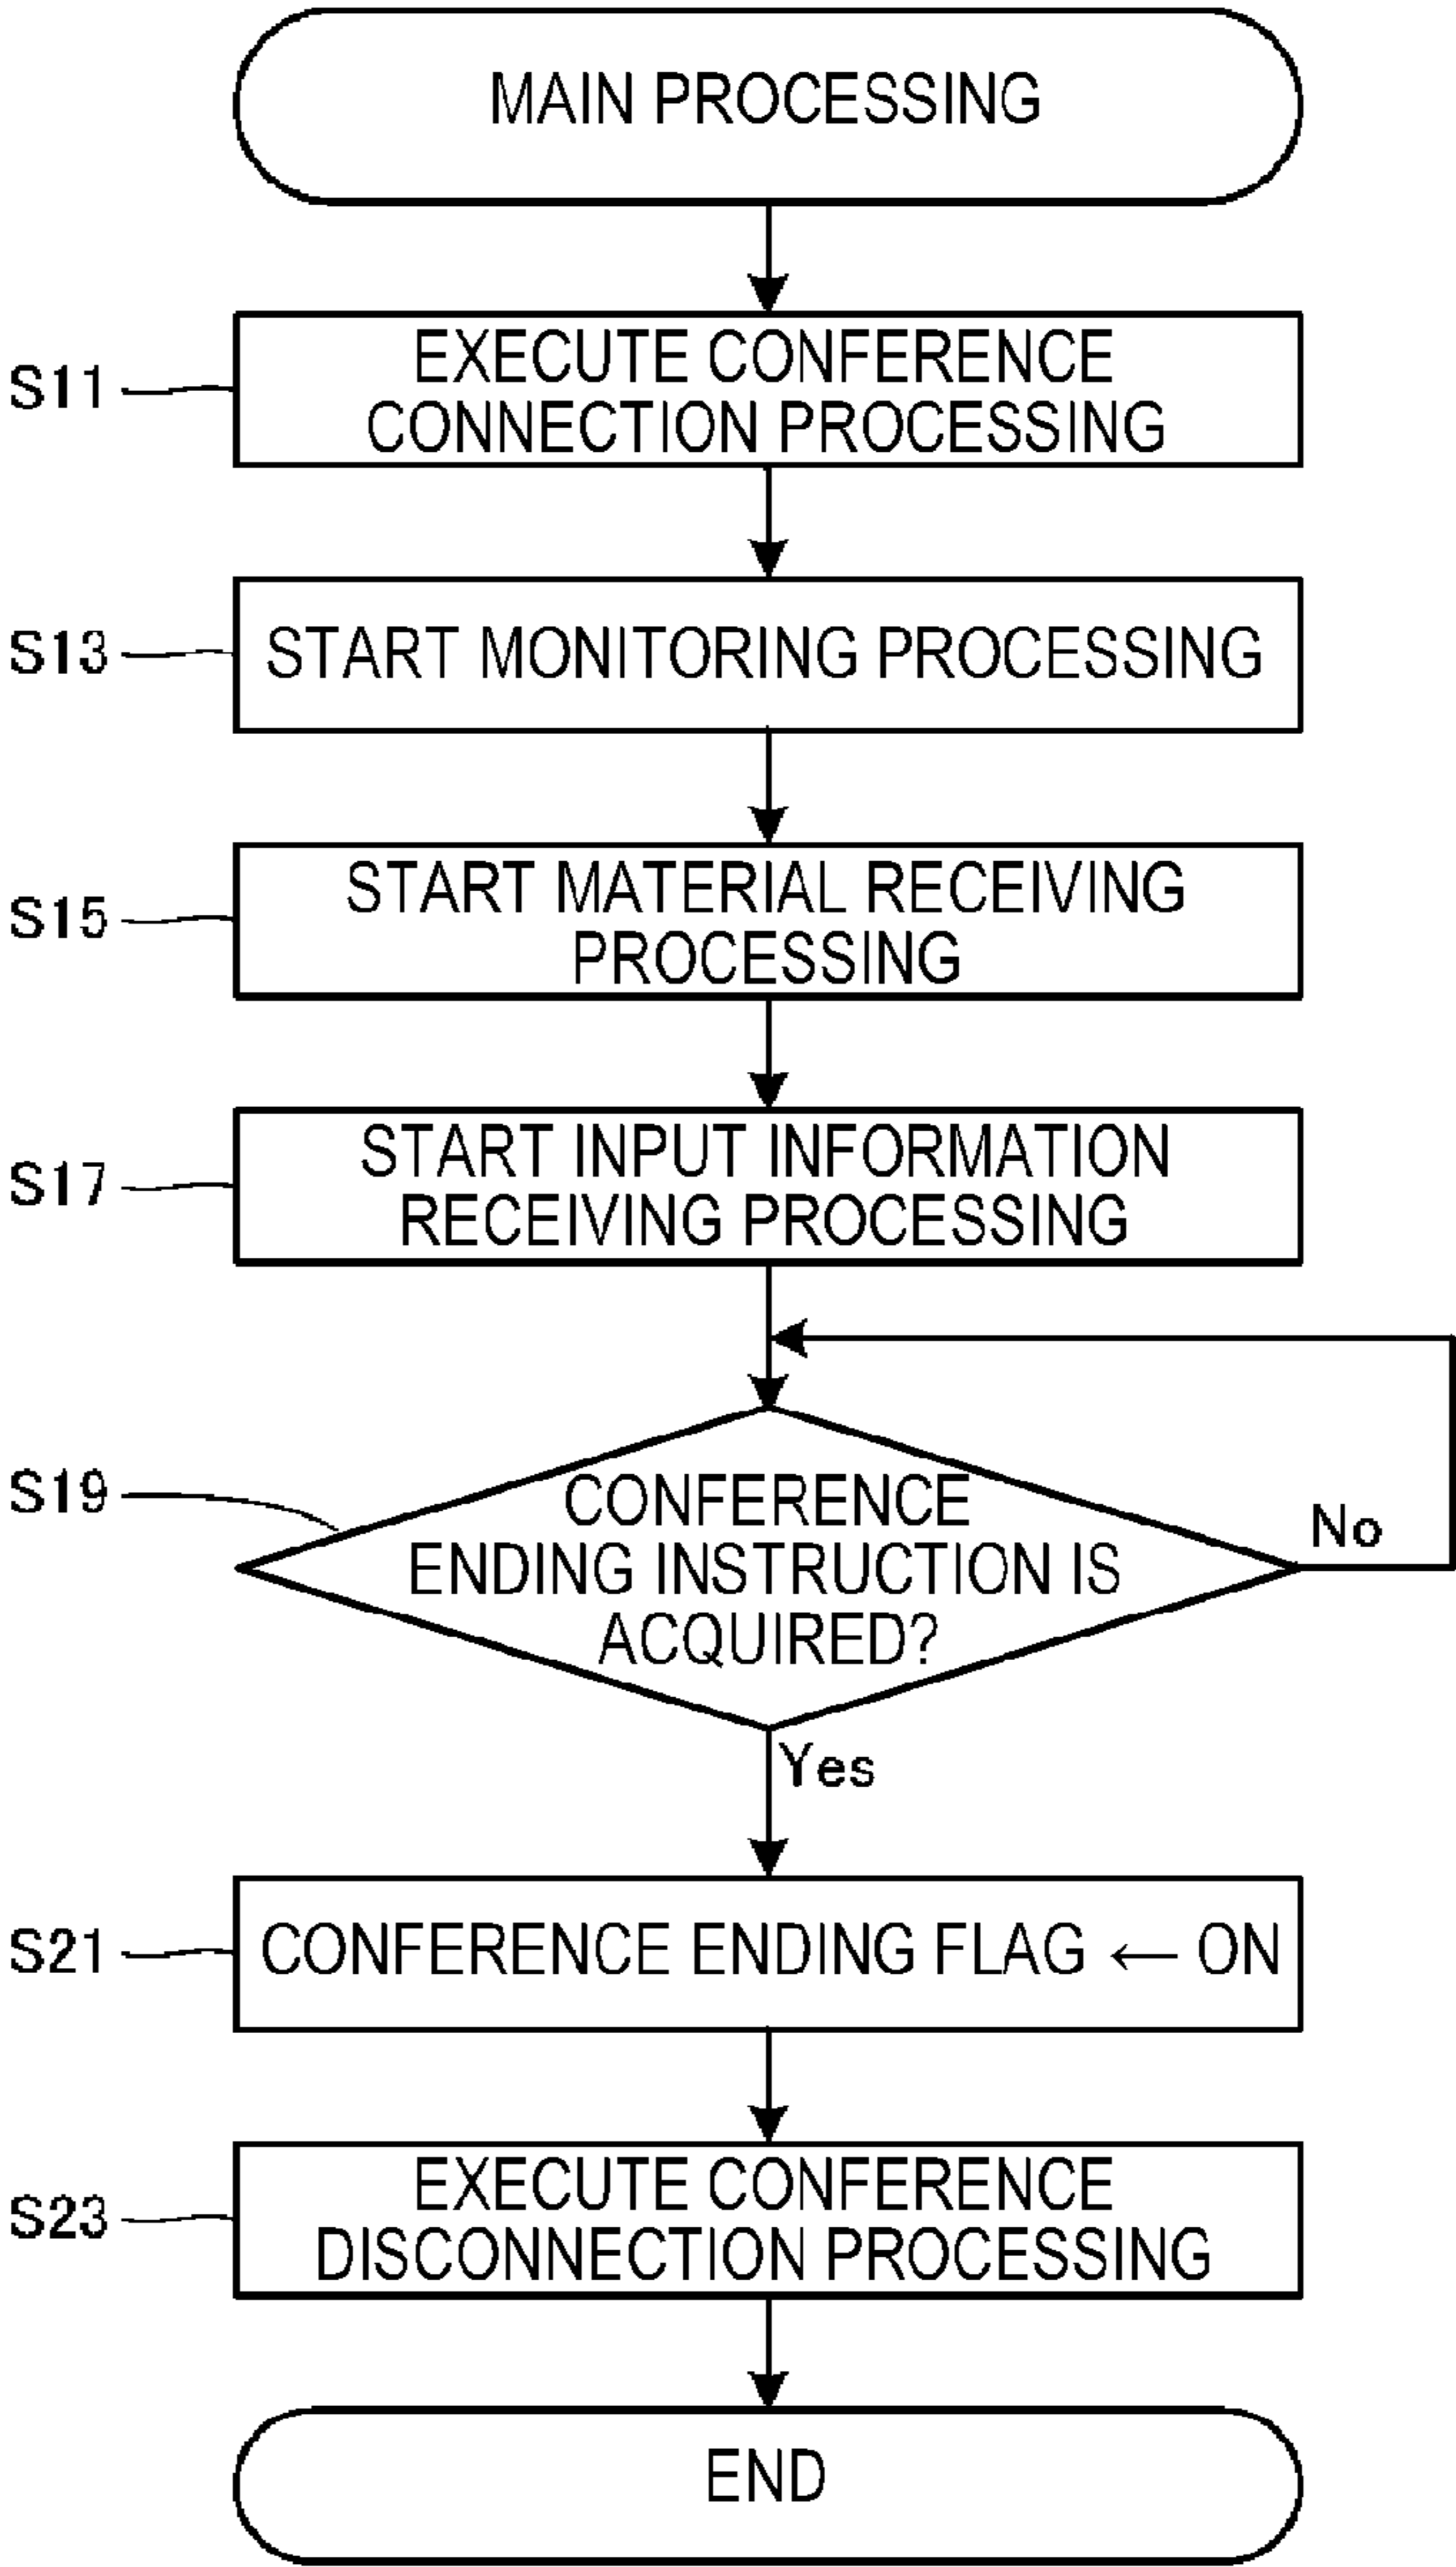 MAIN PROCESSING
S11
EXECUTE CONFERENCE
CONNECTION PROCESSING
S13
START MONITORING PROCESSING
S15
START MATERIAL RECEIVING
PROCESSING
S17
START INPUT INFORMATION
RECEIVING PROCESSING
S19
CONFERENCE
ENDING INSTRUCTION IS
ACQUIRED?
No
Yes
S21
CONFERENCE ENDING FLAG ← ON
S23
EXECUTE CONFERENCE
DISCONNECTION PROCESSING
END